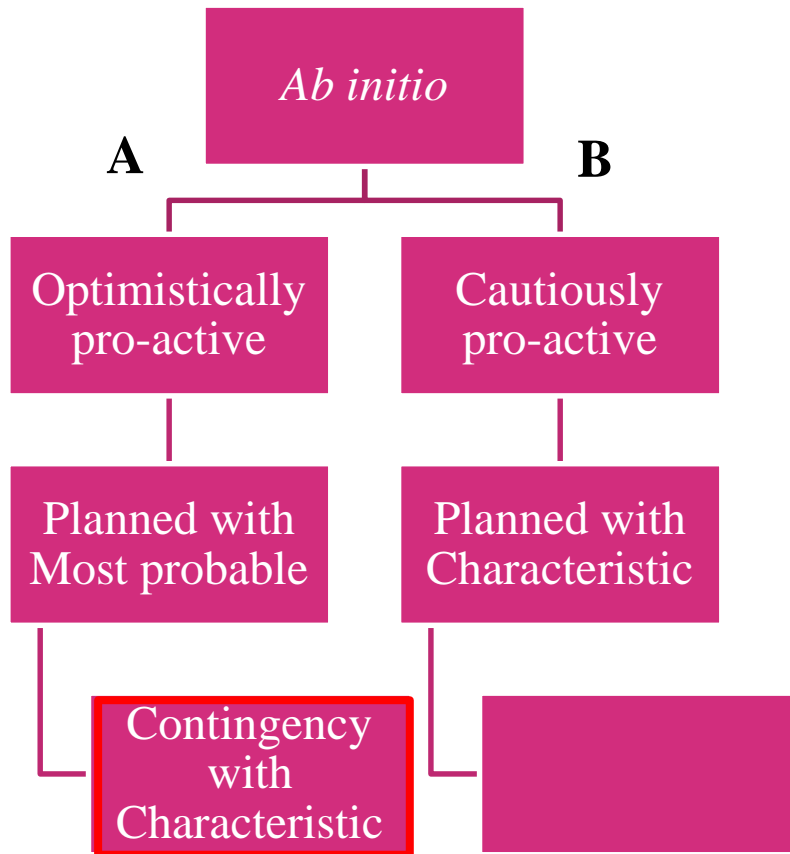 Ab initio
A
B
Optimistically
pro-active
Cautiously
pro-active
Planned with
Most probable
Planned with
Characteristic
Contingency
with
Characteristic